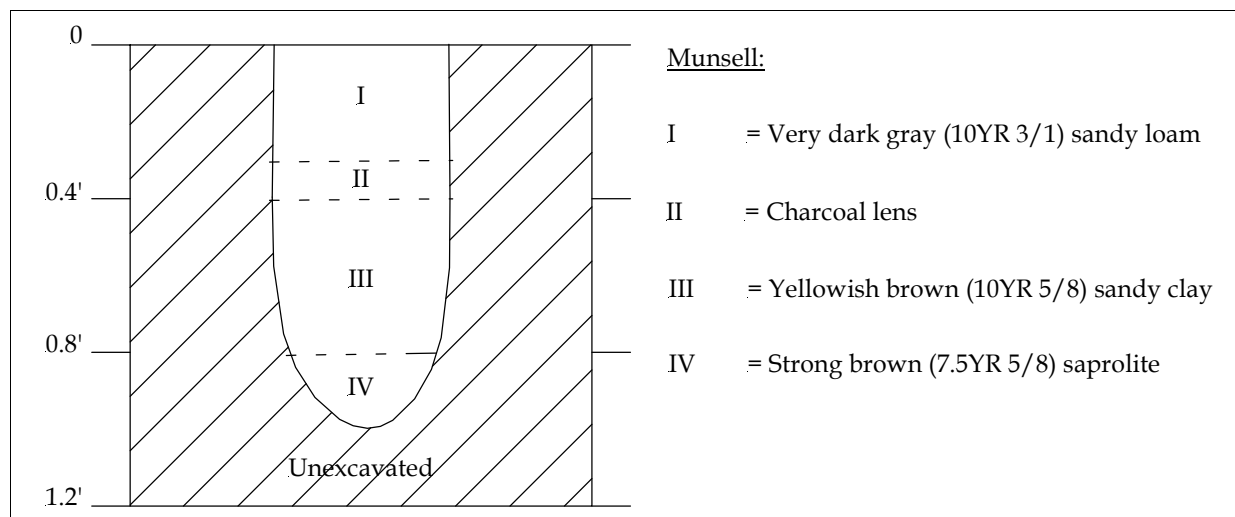 0
0.4'
0.8'
1.2'
I
II
III
IV
Unexcavated
Munsell:
I = Very dark gray (10YR 3/1) sandy loam
II = Charcoal lens
III = Yellowish brown (10YR 5/8) sandy clay
IV = Strong brown (7.5YR 5/8) saprolite